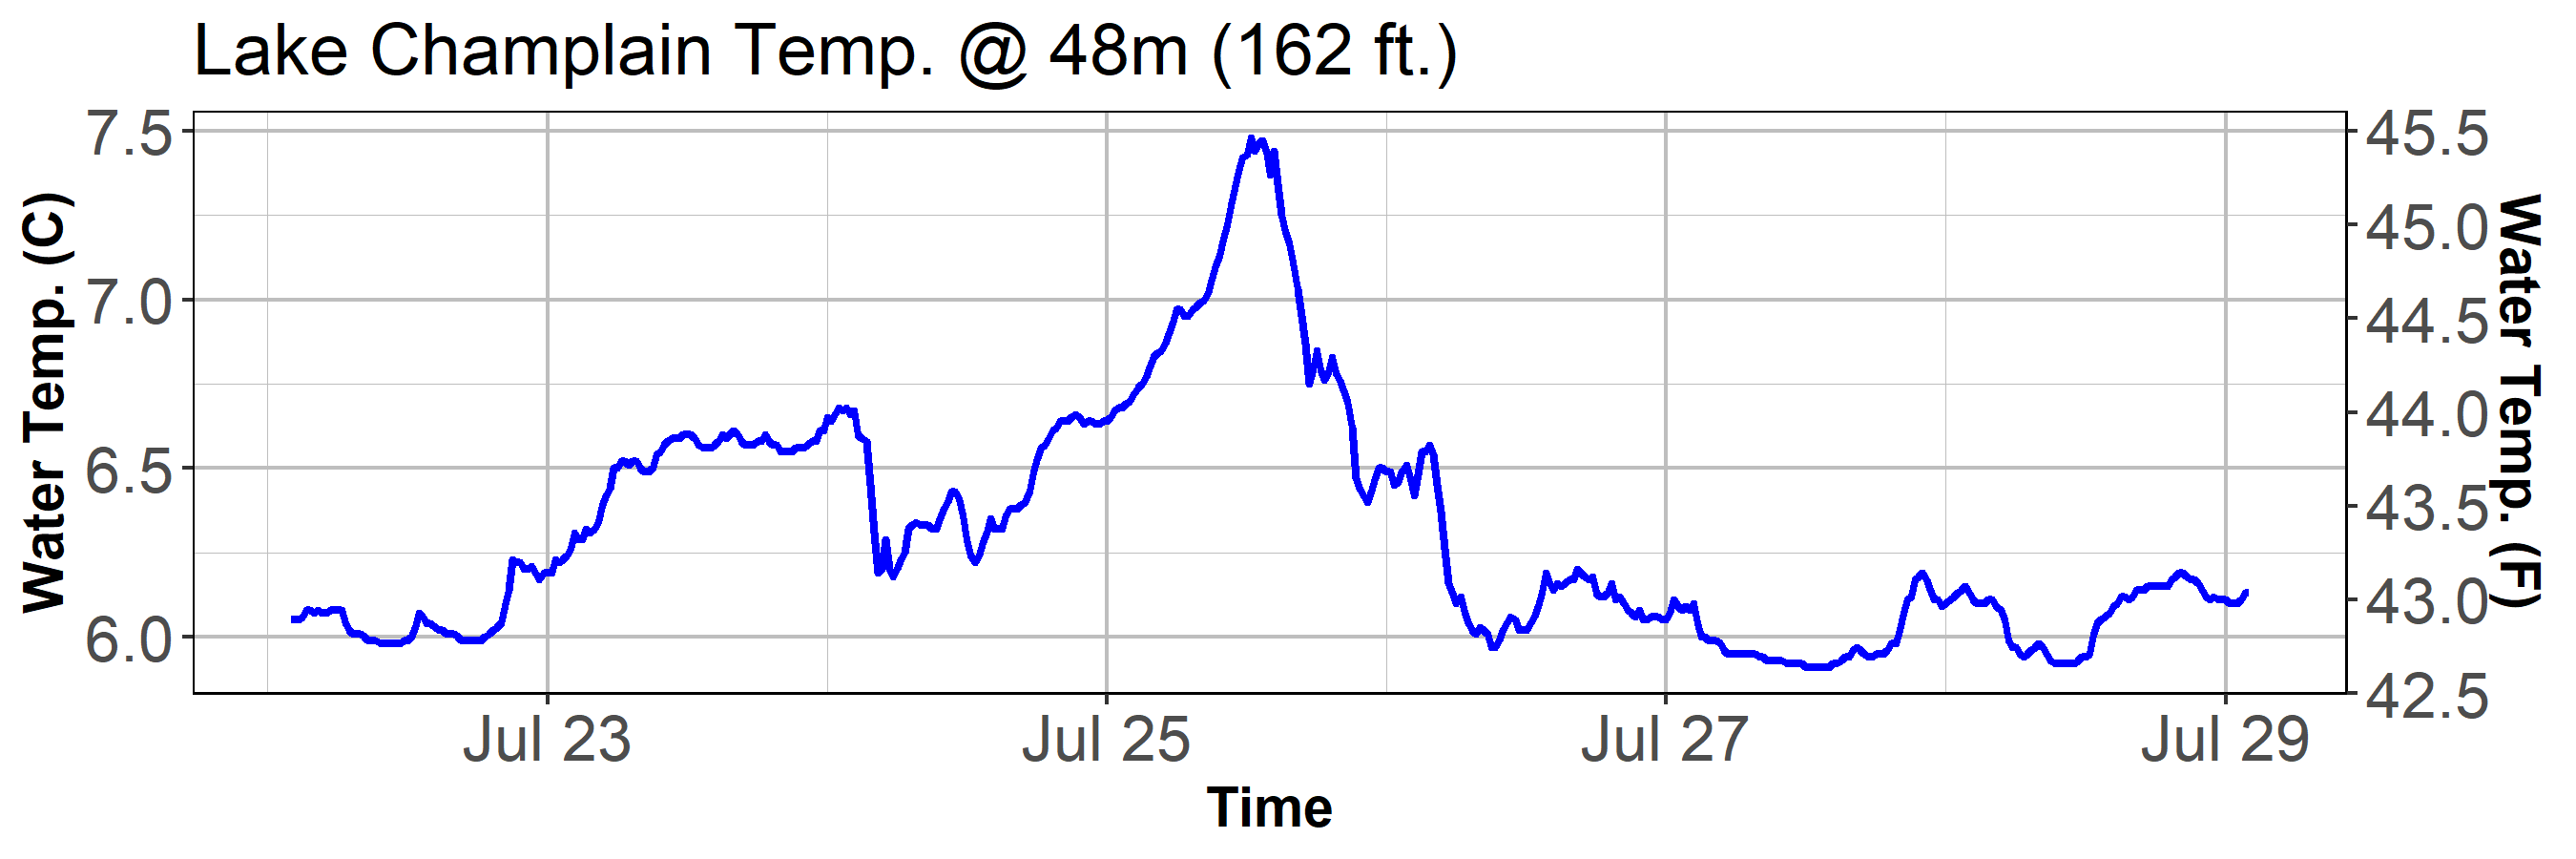 Lake Champlain Temp. @ 48m (162 ft.)
Water Temp. (C)
7.5
7.0
6.5
6.0
45.5
45.0
44.5
44.0
43.5
43.0
42.5
Water Temp. (F)
Jul 23 Jul 25 Jul 27 Jul 29
Time